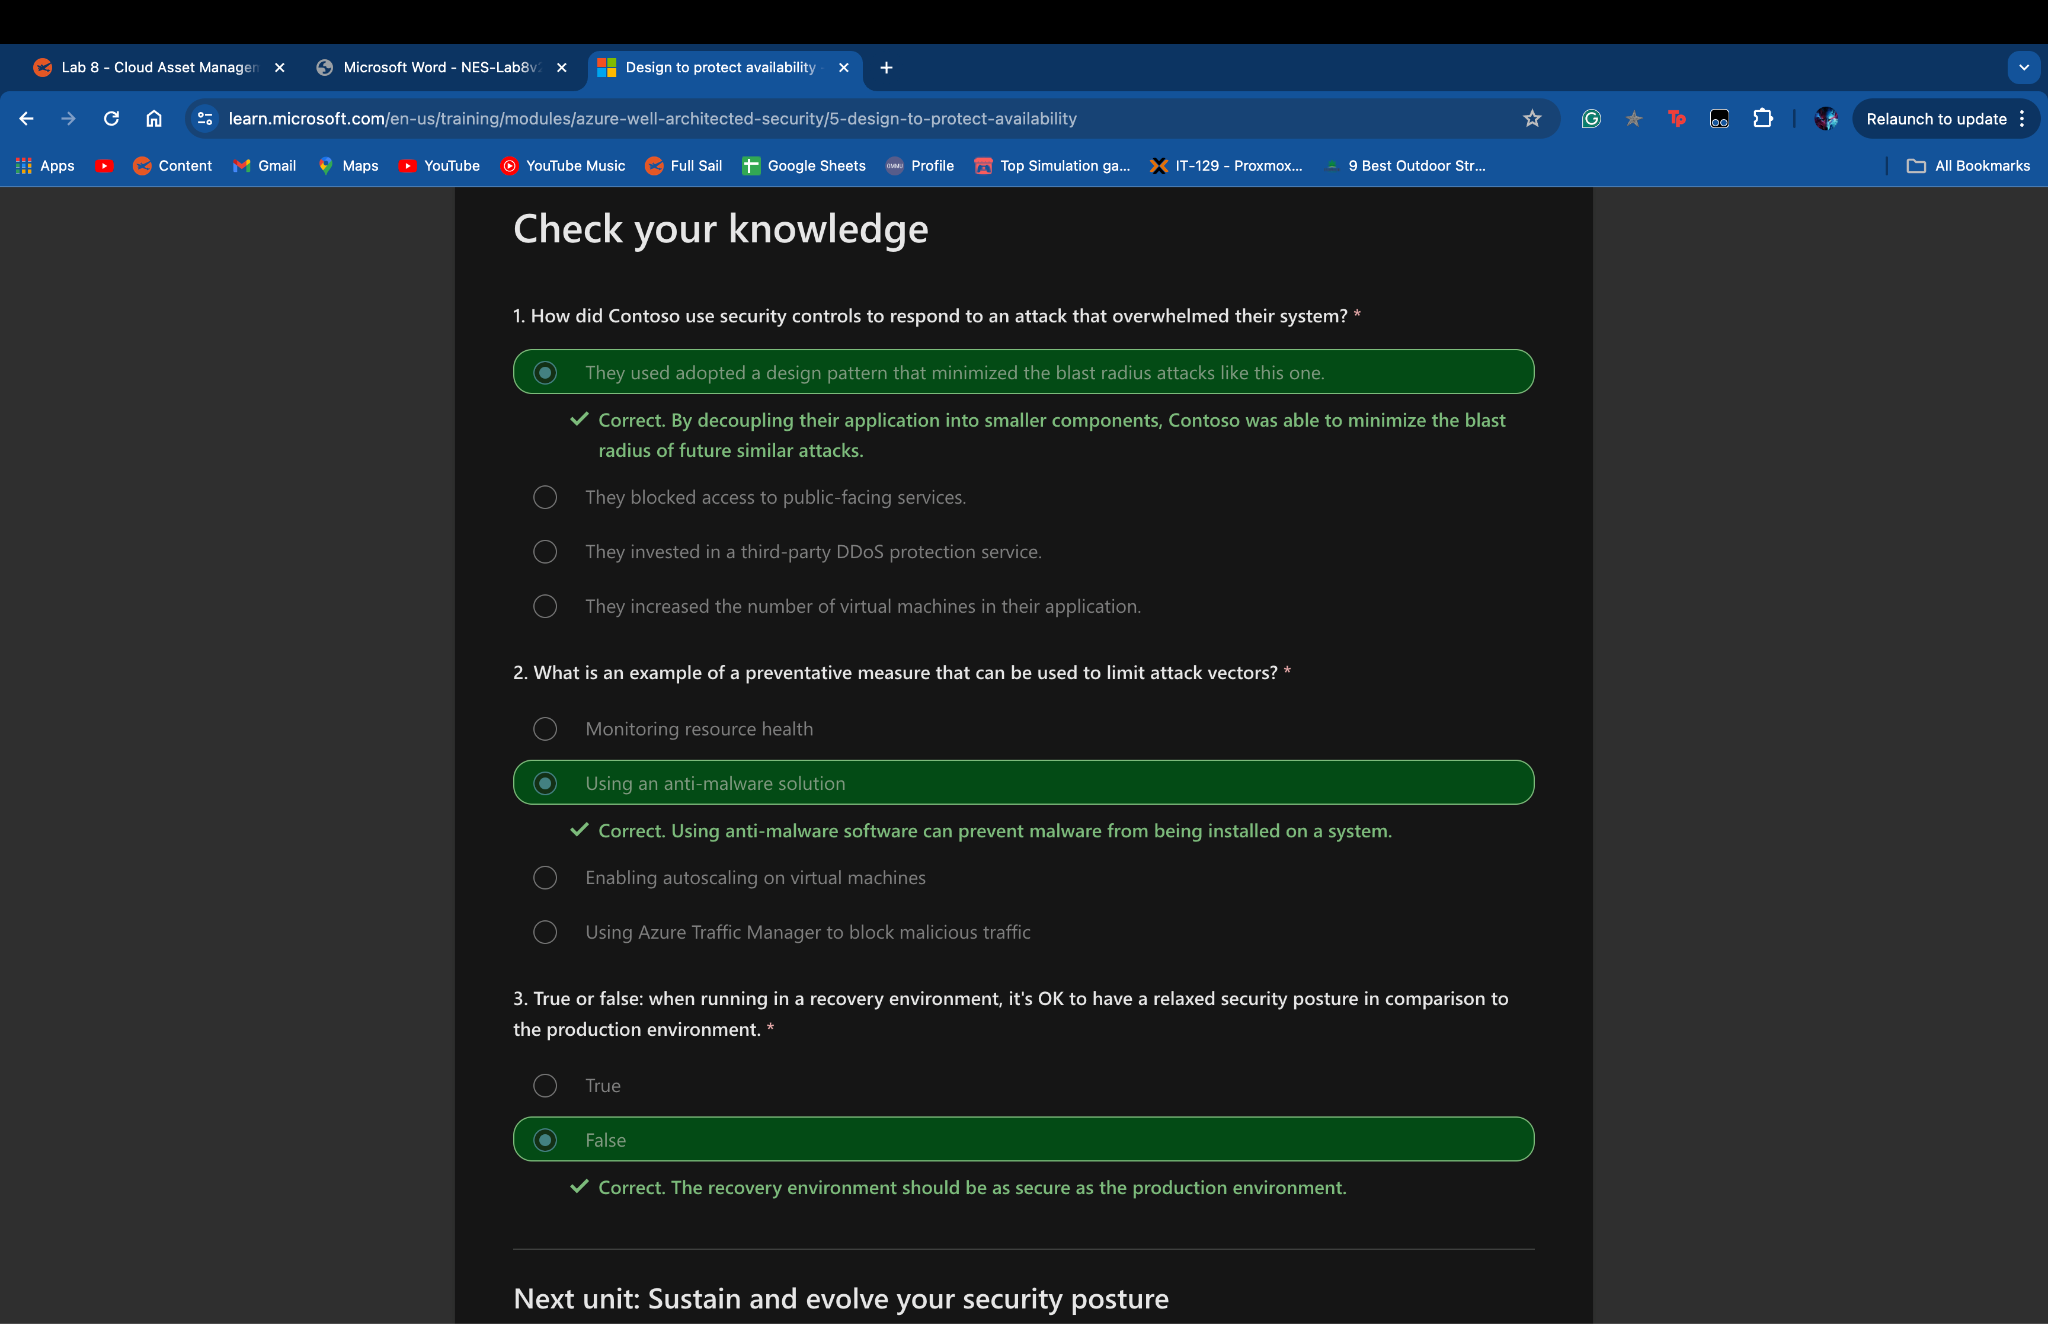 Lab 8 - Cloud Asset Managen
Microsoft Word - NES-Lab8v
Design to protect availability -
learn.microsoft.com/en-us/training/modules/azure-well-architected-security/5-design-to-protect-availability
Tp
Relaunch to update
Apps
Content
Gmail
Maps
YouTube
YouTube Music
Full Sail
Google Sheets
Profile
Top Simulation ga...
IT-129 - Proxmox...
9 Best Outdoor Str...
All Bookmarks
Check your knowledge
1. How did Contoso use security controls to respond to an attack that overwhelmed their system? *
They used adopted a design pattern that minimized the blast radius attacks like this one.
Correct. By decoupling their application into smaller components, Contoso was able to minimize the blast
radius of future similar attacks.
They blocked access to public-facing services.
They invested in a third-party DDoS protection service.
They increased the number of virtual machines in their application.
2. What is an example of a preventative measure that can be used to limit attack vectors? *
Monitoring resource health
Using an anti-malware solution
Correct. Using anti-malware software can prevent malware from being installed on a system.
Enabling autoscaling on virtual machines
Using Azure Traffic Manager to block malicious traffic
3. True or false: when running in a recovery environment, it's OK to have a relaxed security posture in comparison to
the production environment. *
True
False
Correct. The recovery environment should be as secure as the production environment.
Next unit: Sustain and evolve your security posture